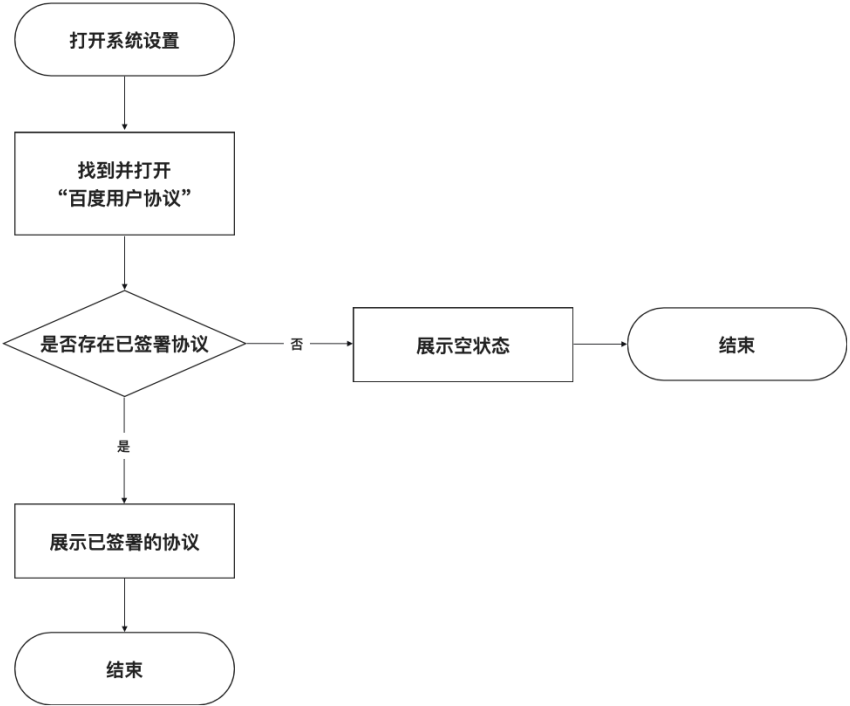 打开系统设置
找到并打开
“百度用户协议”
是否存在已签署协议
否
展示空状态
结束
是
展示已签署的协议
结束